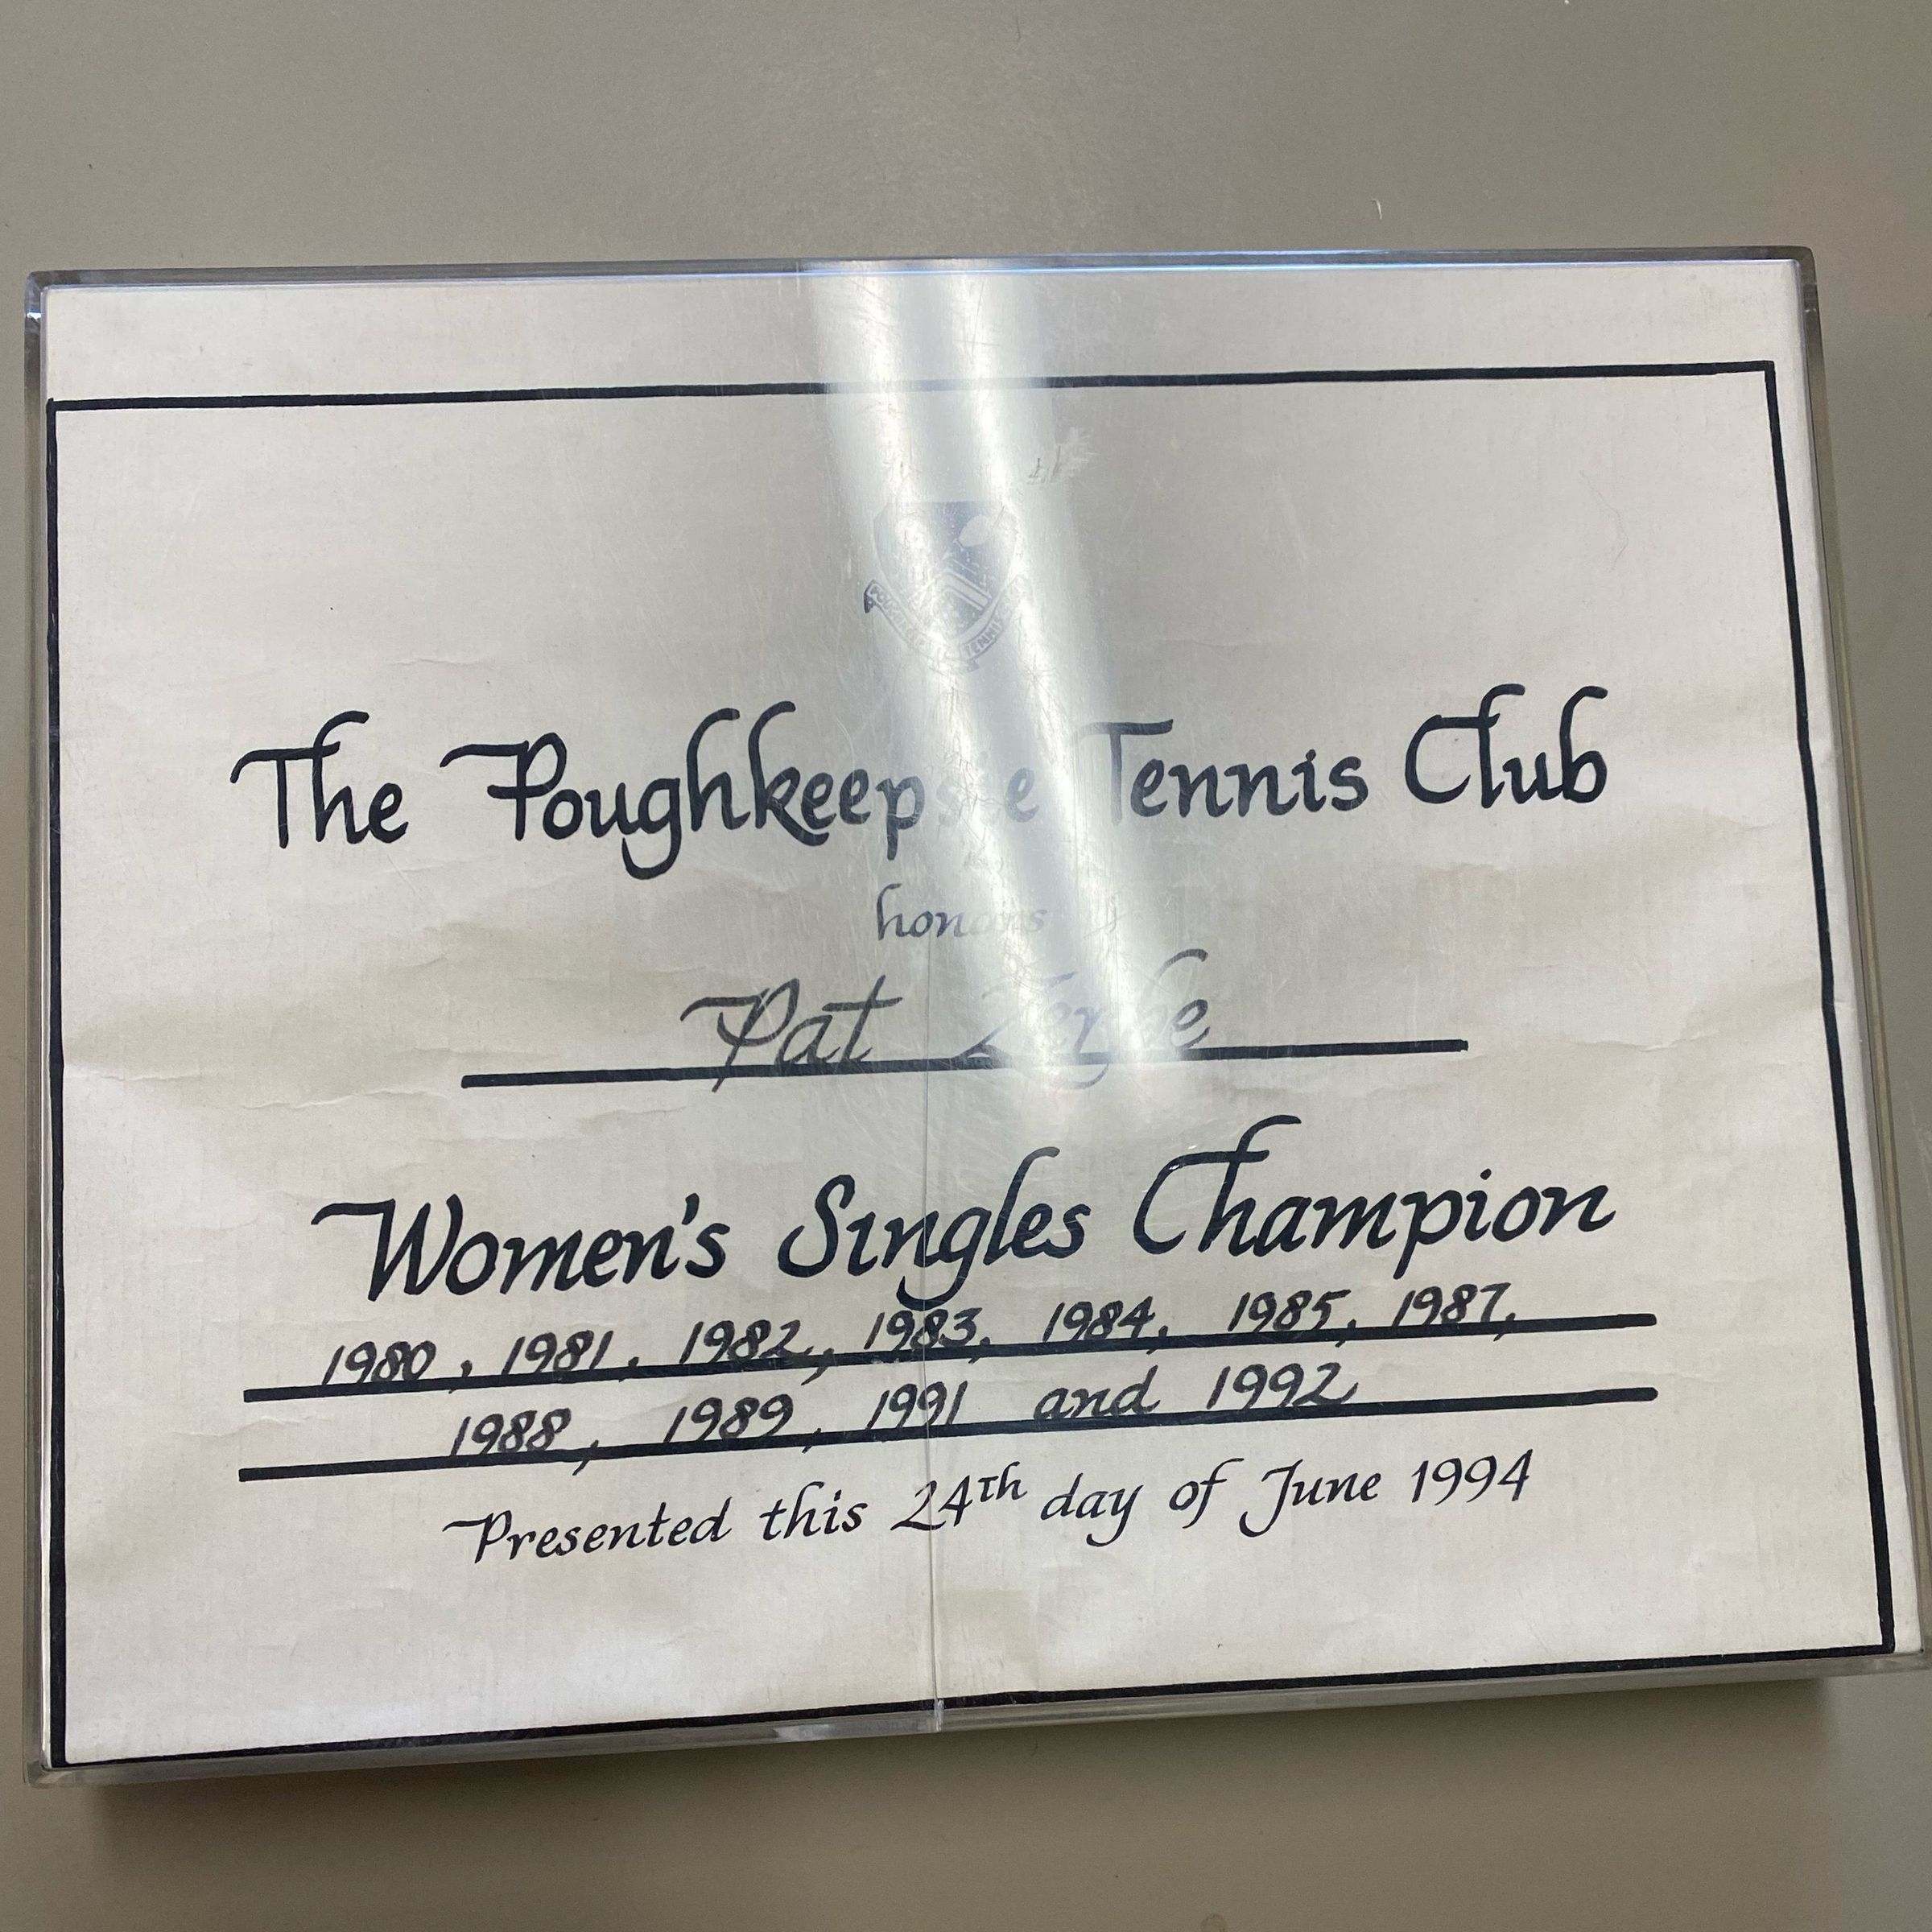 The Poughkeepsie Tennis Club
honors
Pat
Women's Singles Champion
1980, 1981, 1982, 1983, 1984, 1985, 1987,
1988, 1989, 1991 and 1992
Presented this 24th day of June 1994